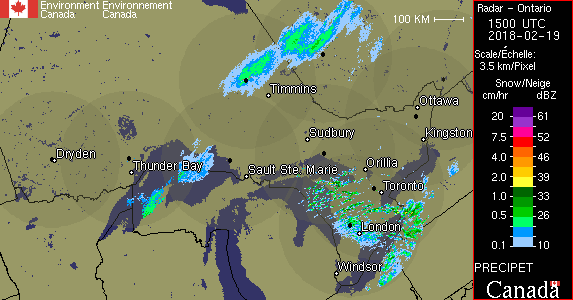 Environment Environnement
Canada Canada
100 KM
Timmins
Ottawa
Sudbury
Kingston
Dryden
Thunder Bay
Sault Ste. Marie
Orillia
Toronto
London
Windsor
Radar - Ontario
1500 UTC
2018-02-19
Scale/Échelle:
3.5 km/Pixel
Snow/Neige
cm/hr dBZ
20 61
7.5 57
5.0 52
4.0 46
2.0 39
1.0 33
0.5 26
0.1 10
PRECIPET
Canada